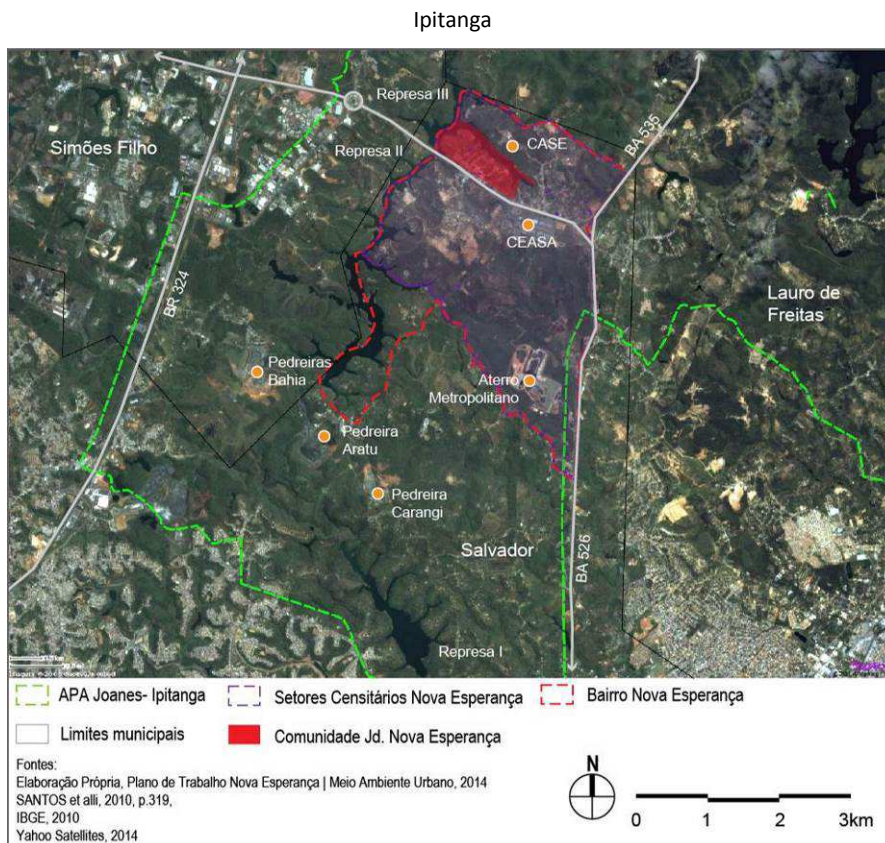 Ipitanga
Represa III
BA 535
Simões Filho
Represa II
CASE
CEASA
BR 324
Lauro de
Freitas
Pedreiras
Bahia
Aterro
Metropolitano
Pedreira
Aratu
Pedreira
Carangi
Salvador
BA 526
Represa I
APA Joanes- Ipitanga
Setores Censitários Nova Esperança
Bairro Nova Esperança
Limites municipais
Comunidade Jd. Nova Esperança
Fontes:
Elaboração Própria, Plano de Trabalho Nova Esperança | Meio Ambiente Urbano, 2014
SANTOS et alli, 2010, p.319,
IBGE, 2010
Yahoo Satellites, 2014
N
0 1 2 3km